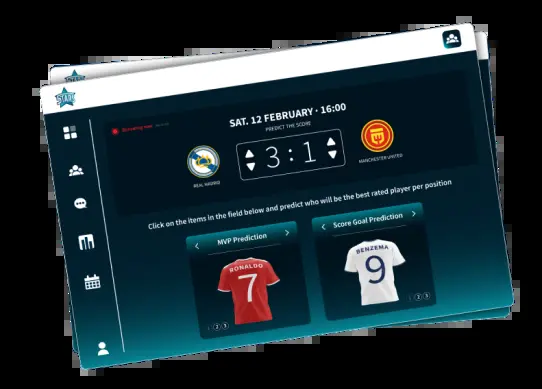 STARZ
SAT. 12 FEBRUARY · 16:00
PREDICT THE SCORE
3 : 1
REAL MADRID
MANCHESTER UNITED
Click on the items in the field below and predict who will be the best rated player per position
MVP Prediction
Score Goal Prediction
RONALDO
7
BENZEMA
9